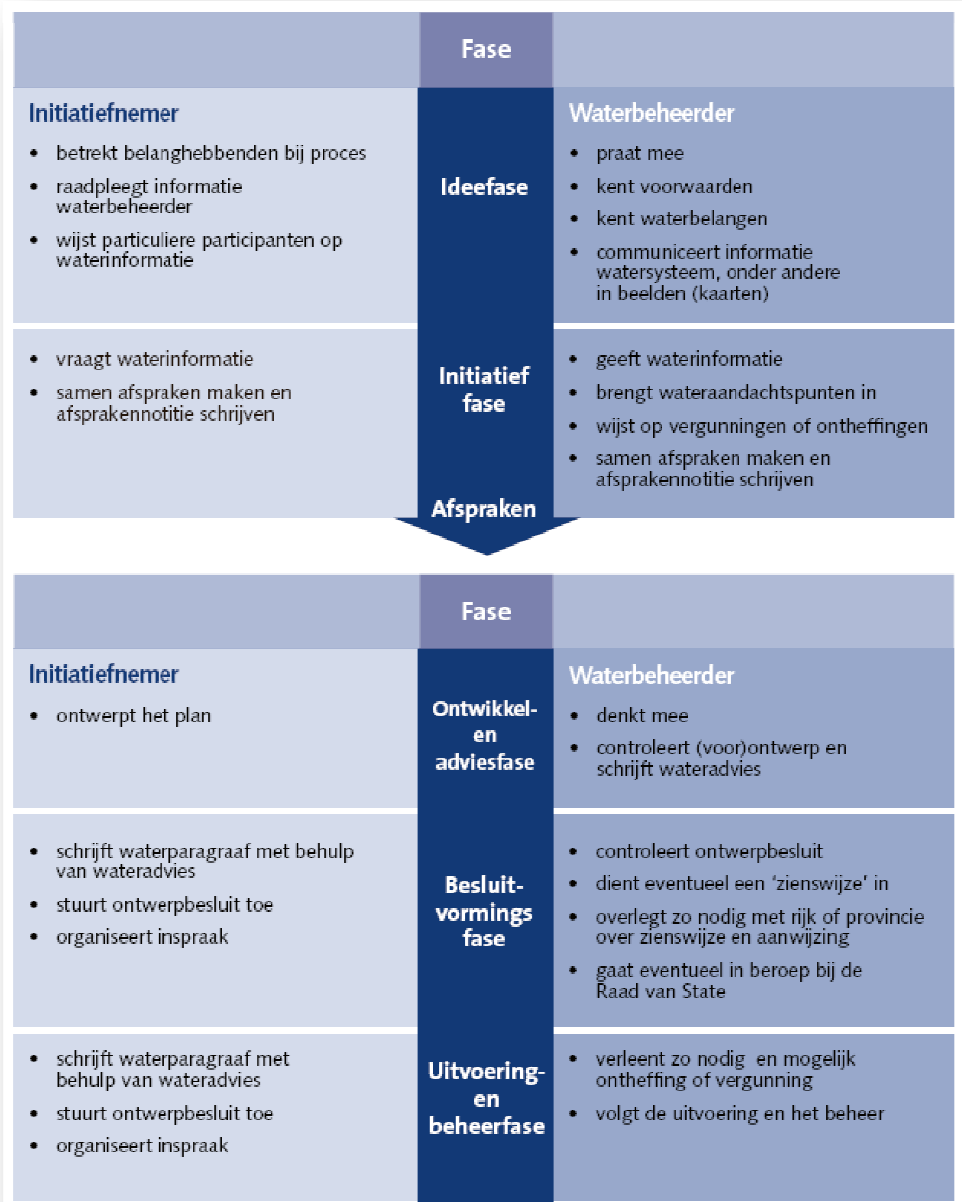 Fase
Initiatiefnemer
• betrekt belanghebbenden bij proces
• raadpleegt informatie
waterbeheerder
• wijst particuliere participanten op
waterinformatie
Ideefase
Waterbeheerder
• praat mee
• kent voorwaarden
• kent waterbelangen
• communiceert informatie
watersysteem, onder andere
in beelden (kaarten)
• vraagt waterinformatie
• samen afspraken maken en
afsprakennotitie schrijven
Initiatief
fase
Afspraken
• geeft waterinformatie
• brengt wateraandachtspunten in
• wijst op vergunningen of ontheffingen
• samen afspraken maken en
afsprakennotitie schrijven
Fase
Initiatiefnemer
• ontwerpt het plan
Ontwikkel-
en
adviesfase
Waterbeheerder
• denkt mee
• controleert (voor)ontwerp en
schrijft wateradvies
• schrijft waterparagraaf met behulp
van wateradvies
• stuurt ontwerpbesluit toe
• organiseert inspraak
Besluit-
vormings
fase
• controleert ontwerpbesluit
• dient eventueel een ‘zienswijze’ in
• overlegt zo nodig met rijk of provincie
over zienswijze en aanwijzing
• gaat eventueel in beroep bij de
Raad van State
• schrijft waterparagraaf met
behulp van wateradvies
• stuurt ontwerpbesluit toe
• organiseert inspraak
Uitvoering-
en
beheerfase
• verleent zo nodig en mogelijk
ontheffing of vergunning
• volgt de uitvoering en het beheer